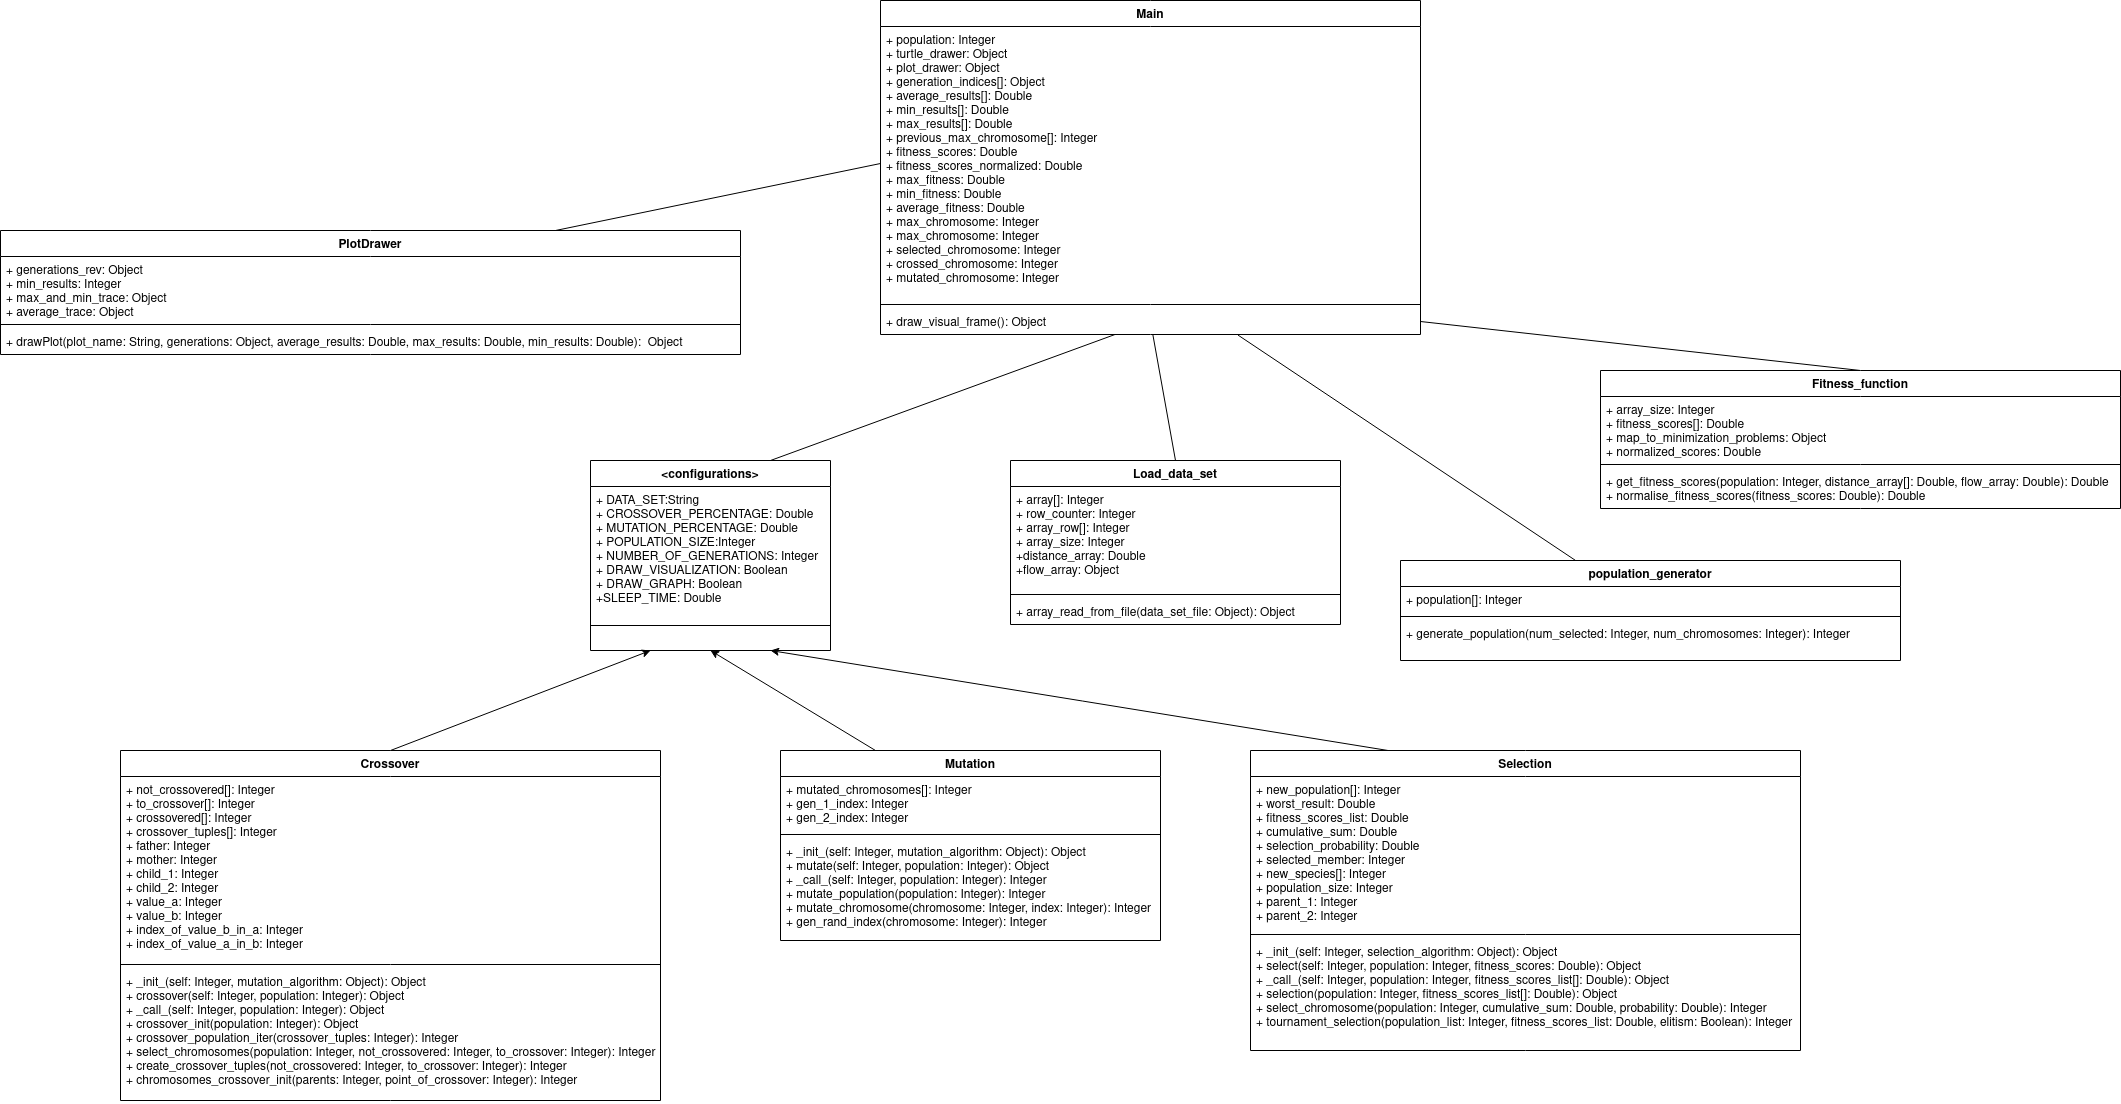 Main
+ population: Integer
+ turtle_drawer: Object
+ plot_drawer: Object
+ generation_indices[]: Object
+ average_results[]: Double
+ min_results[]: Double
+ max_results[]: Double
+ previous_max_chromosome[]: Integer
+ fitness_scores: Double
+ fitness_scores_normalized: Double
+ max_fitness: Double
+ min_fitness: Double
+ average_fitness: Double
+ max_chromosome: Integer
+ max_chromosome: Integer
+ selected_chromosome: Integer
+ crossed_chromosome: Integer
+ mutated_chromosome: Integer
+ draw_visual_frame(): Object
PlotDrawer
+ generations_rev: Object
+ min_results: Integer
+ max_and_min_trace: Object
+ average_trace: Object
+ drawPlot(plot_name: String, generations: Object, average_results: Double, max_results: Double, min_results: Double):  Object
Fitness_function
+ array_size: Integer
+ fitness_scores[]: Double
+ map_to_minimization_problems: Object
+ normalized_scores: Double
+ get_fitness_scores(population: Integer, distance_array[]: Double, flow_array: Double): Double
+ normalise_fitness_scores(fitness_scores: Double): Double
<configurations>
+ DATA_SET:String
+ CROSSOVER_PERCENTAGE: Double
+ MUTATION_PERCENTAGE: Double
+ POPULATION_SIZE:Integer
+ NUMBER_OF_GENERATIONS: Integer
+ DRAW_VISUALIZATION: Boolean
+ DRAW_GRAPH: Boolean
+SLEEP_TIME: Double
Load_data_set
+ array[]: Integer
+ row_counter: Integer
+ array_row[]: Integer
+ array_size: Integer
+distance_array: Double
+flow_array: Object
+ array_read_from_file(data_set_file: Object): Object
population_generator
+ population[]: Integer
+ generate_population(num_selected: Integer, num_chromosomes: Integer): Integer
Crossover
+ not_crossovered[]: Integer
+ to_crossover[]: Integer
+ crossovered[]: Integer
+ crossover_tuples[]: Integer
+ father: Integer
+ mother: Integer
+ child_1: Integer
+ child_2: Integer
+ value_a: Integer
+ value_b: Integer
+ index_of_value_b_in_a: Integer
+ index_of_value_a_in_b: Integer
+ _init_(self: Integer, mutation_algorithm: Object): Object
+ crossover(self: Integer, population: Integer): Object
+ _call_(self: Integer, population: Integer): Object
+ crossover_init(population: Integer): Object
+ crossover_population_iter(crossover_tuples: Integer): Integer
+ select_chromosomes(population: Integer, not_crossovered: Integer, to_crossover: Integer): Integer
+ create_crossover_tuples(not_crossovered: Integer, to_crossover: Integer): Integer
+ chromosomes_crossover_init(parents: Integer, point_of_crossover: Integer): Integer
Mutation
+ mutated_chromosomes[]: Integer
+ gen_1_index: Integer
+ gen_2_index: Integer
+ _init_(self: Integer, mutation_algorithm: Object): Object
+ mutate(self: Integer, population: Integer): Object
+ _call_(self: Integer, population: Integer): Integer
+ mutate_population(population: Integer): Integer
+ mutate_chromosome(chromosome: Integer, index: Integer): Integer
+ gen_rand_index(chromosome: Integer): Integer
Selection
+ new_population[]: Integer
+ worst_result: Double
+ fitness_scores_list: Double
+ cumulative_sum: Double
+ selection_probability: Double
+ selected_member: Integer
+ new_species[]: Integer
+ population_size: Integer
+ parent_1: Integer
+ parent_2: Integer
+ _init_(self: Integer, selection_algorithm: Object): Object
+ select(self: Integer, population: Integer, fitness_scores: Double): Object
+ _call_(self: Integer, population: Integer, fitness_scores_list[]: Double): Object
+ selection(population: Integer, fitness_scores_list[]: Double): Object
+ select_chromosome(population: Integer, cumulative_sum: Double, probability: Double): Integer
+ tournament_selection(population_list: Integer, fitness_scores_list: Double, elitism: Boolean): Integer